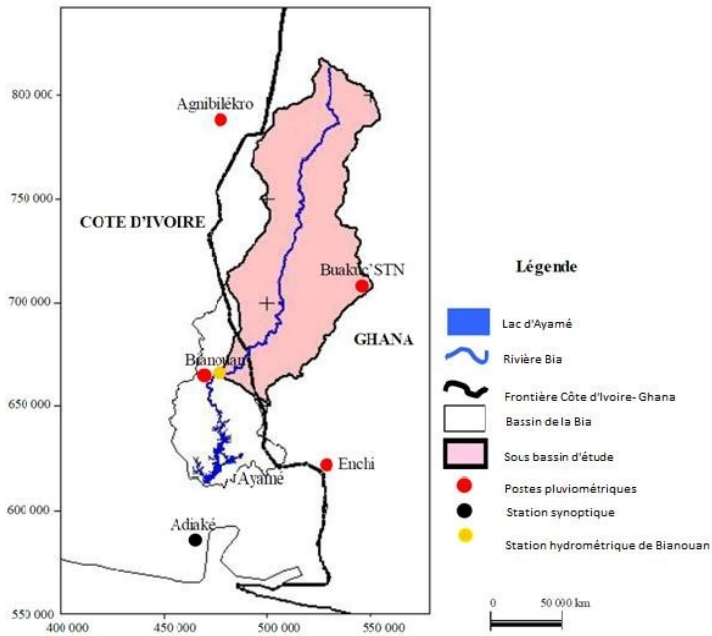 800 000
750 000
700 000
650 000
600 000
550 000
400 000
450 000
500 000
550 000
Agnibilékro
COTE D'IVOIRE
Buakuc'STN
GHANA
Bianouan
Enchi
Ayamé
Adiaké
Légende
Lac d'Ayamé
Rivière Bia
Frontière Côte d'Ivoire- Ghana
Bassin de la Bia
Sous bassin d'étude
Postes pluviométriques
Station synoptique
Station hydrométrique de Bianouan
0 50 000 km